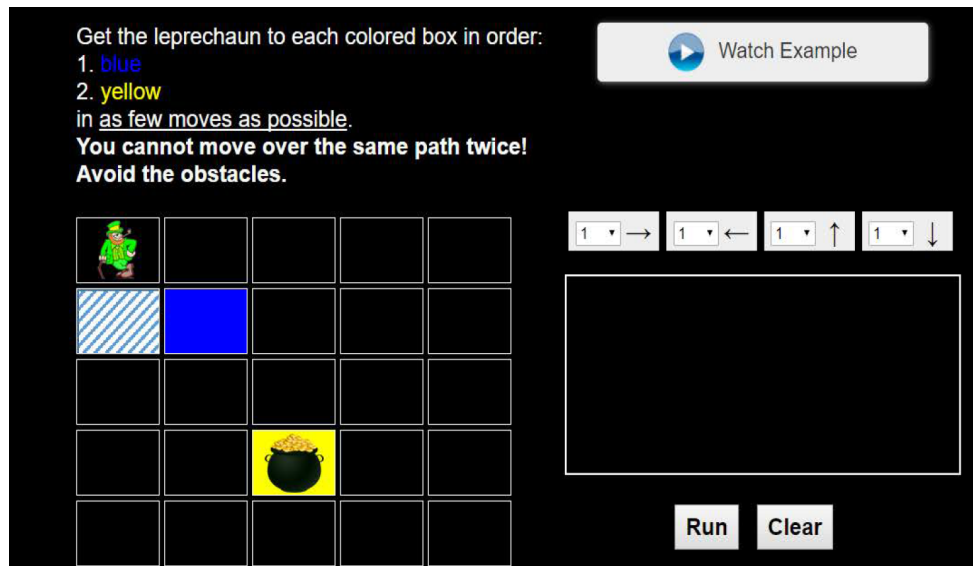 Get the leprechaun to each colored box in order:
1. blue
2. yellow
in as few moves as possible.
You cannot move over the same path twice!
Avoid the obstacles.
Watch Example
1 → 1 ← 1 ↑ 1 ↓
Run Clear